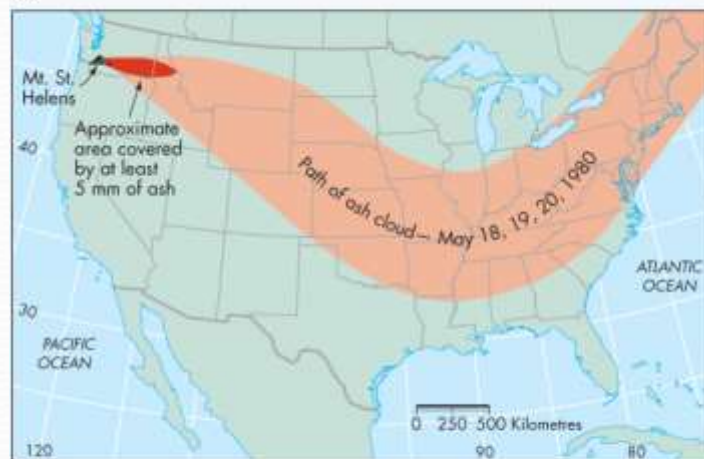 Mt. St.
Helens
Approximate
area covered
by at least
5 mm of ash
40
Path of ash cloud— May 18, 19, 20, 1980
ATLANTIC
OCEAN
30
PACIFIC
OCEAN
0 250 500 Kilometres
120
90
80